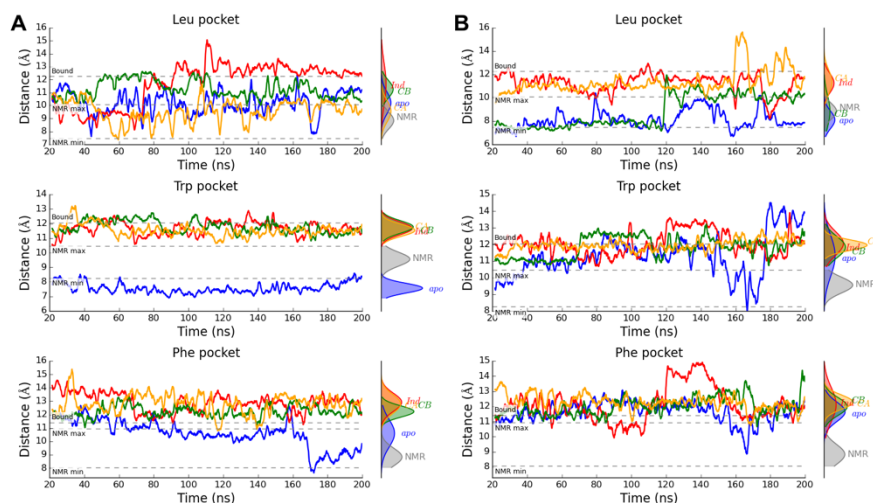 A
Leu pocket
Distance (Å)
16
15
14
13
12
11
10
9
8
7
Bound
NMR max
NMR min
20 40 60 80 100 120 140 160 180 200
Time (ns)
Ind
CB
apo
NMR
Trp pocket
Distance (Å)
14
13
12
11
10
9
8
7
6
Bound
NMR max
NMR min
20 40 60 80 100 120 140 160 180 200
Time (ns)
Ind
CB
NMR
apo
Phe pocket
Distance (Å)
16
15
14
13
12
11
10
9
8
Bound
NMR max
NMR min
20 40 60 80 100 120 140 160 180 200
Time (ns)
Ind
CB
apo
NMR
B
Leu pocket
Distance (Å)
16
14
12
10
8
6
Bound
NMR max
NMR min
20 40 60 80 100 120 140 160 180 200
Time (ns)
Ind
NMR
CB
apo
Trp pocket
Distance (Å)
16
15
14
13
12
11
10
9
8
Bound
NMR max
NMR min
20 40 60 80 100 120 140 160 180 200
Time (ns)
Ind
CB
apo
NMR
Phe pocket
Distance (Å)
15
14
13
12
11
10
9
8
Bound
NMR max
NMR min
20 40 60 80 100 120 140 160 180 200
Time (ns)
CB
Ind
CA
apo
NMR